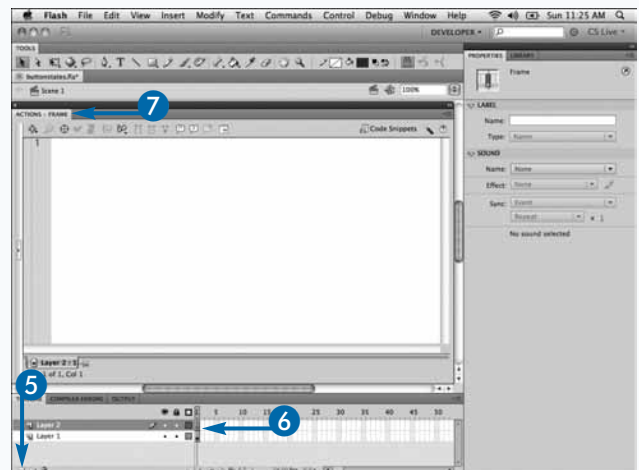 Flash File Edit View Insert Modify Text Commands Control Debug Window Help Sun 11:25 AM
DEVELOPER CS Live
TOOLS
buttonstates.fla*
Scene 1 100%
7
ACTIONS - FRAME
Code Snippets
1
Layer 2 : 1
of 1, Col 1
5
COMPILER ERRORS OUTPUT
5 10 15 25 30 35 40 45 50
Layer 2
6
Layer 1
PROPERTIES LIBRARY
Frame
LABEL
Name:
Type: Name
SOUND
Name: None
Effect: None
Sync: Event
Repeat x 1
No sound selected